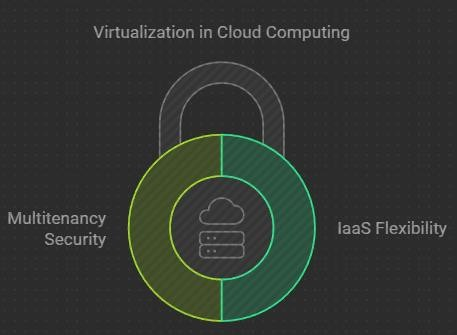 Virtualization in Cloud Computing
Multitenancy
Security
IaaS Flexibility